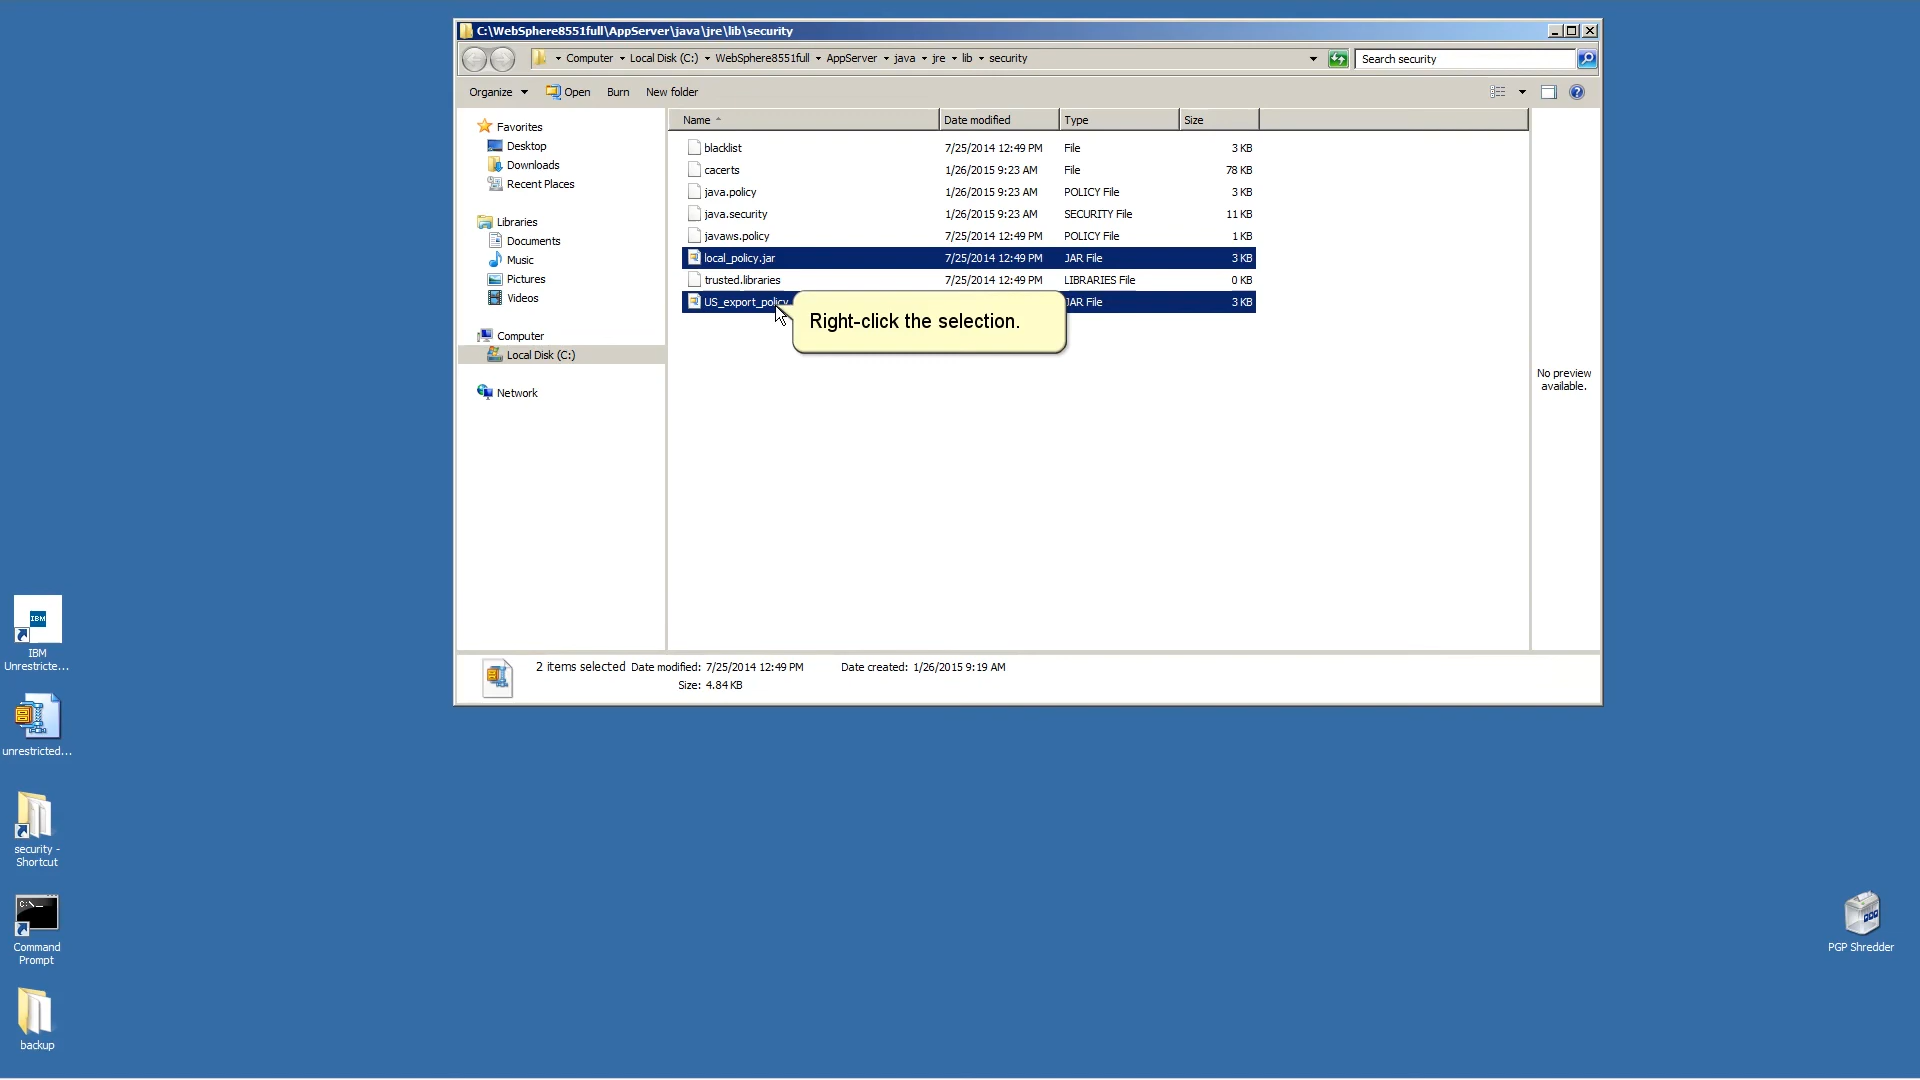 C:\WebSphere8551full\AppServer\java\jre\lib\security
Computer Local Disk (C:) WebSphere8551full AppServer java jre lib security
Search security
Organize Open Burn New folder
Favorites
Desktop
Downloads
Recent Places
Libraries
Documents
Music
Pictures
Videos
Computer
Local Disk (C:)
Network
Name Date modified Type Size
blacklist 7/25/2014 12:49 PM File 3 KB
cacerts 1/26/2015 9:23 AM File 78 KB
java.policy 1/26/2015 9:23 AM POLICY File 3 KB
java.security 1/26/2015 9:23 AM SECURITY File 11 KB
javaws.policy 7/25/2014 12:49 PM POLICY File 1 KB
local_policy.jar 7/25/2014 12:49 PM JAR File 3 KB
trusted.libraries 7/25/2014 12:49 PM LIBRARIES File 0 KB
US_export_policy JAR File 3 KB
Right-click the selection.
No preview
available.
2 items selected Date modified: 7/25/2014 12:49 PM Date created: 1/26/2015 9:19 AM
Size: 4.84 KB
IBM
IBM
Unrestricte...
unrestricted...
security -
Shortcut
C:\_
Command
Prompt
backup
PGP Shredder